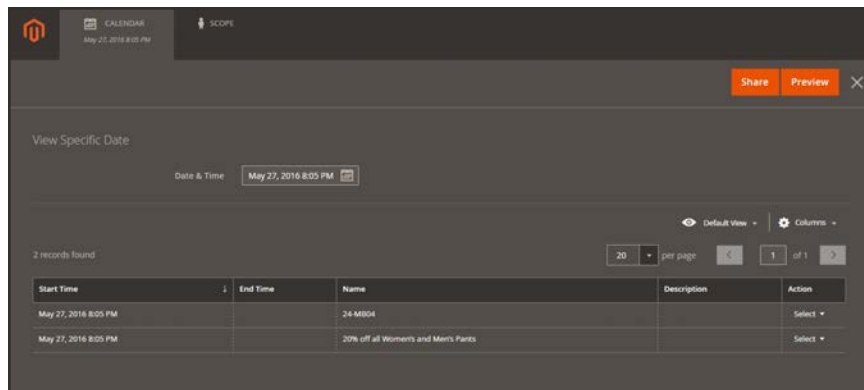 CALENDAR
May 27, 2016 8:05 PM
SCOPE
Share Preview
View Specific Date
Date & Time May 27, 2016 8:05 PM
Default View Columns
2 records found 20 per page 1 of 1
Start Time End Time Name Description Action
May 27, 2016 8:05 PM 24-MB04 Select
May 27, 2016 8:05 PM 20% off all Women's and Men's Pants Select